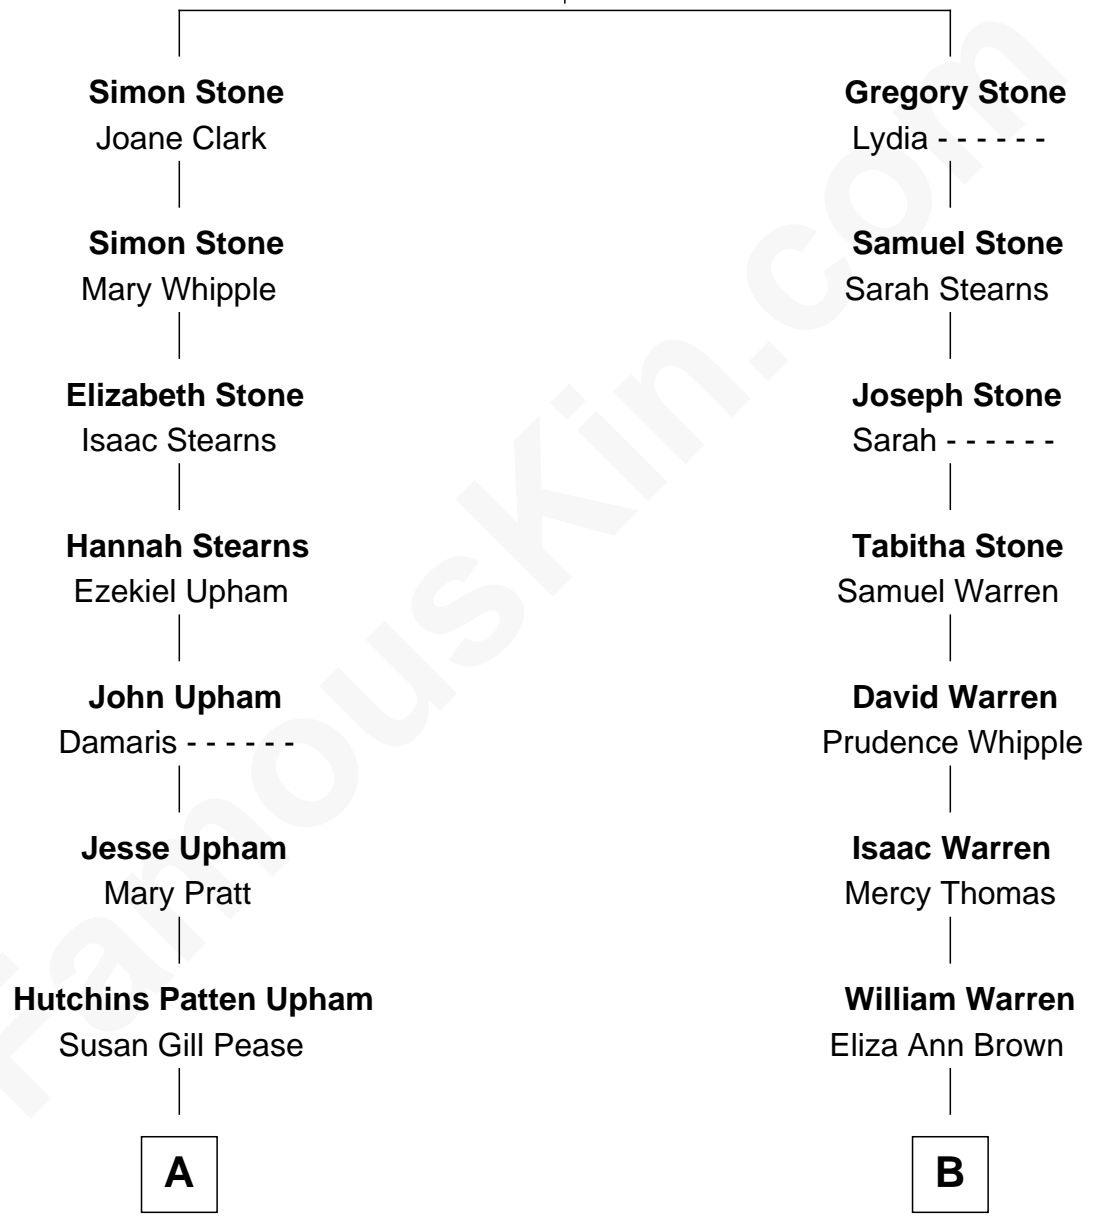 Simon Stone
Joane Clark
Simon Stone
Mary Whipple
Elizabeth Stone
Isaac Stearns
Hannah Stearns
Ezekiel Upham
John Upham
Damaris - - - - - -
Jesse Upham
Mary Pratt
Hutchins Patten Upham
Susan Gill Pease
A
Gregory Stone
Lydia - - - - - -
Samuel Stone
Sarah Stearns
Joseph Stone
Sarah - - - - - -
Tabitha Stone
Samuel Warren
David Warren
Prudence Whipple
Isaac Warren
Mercy Thomas
William Warren
Eliza Ann Brown
B
FamousKin.com